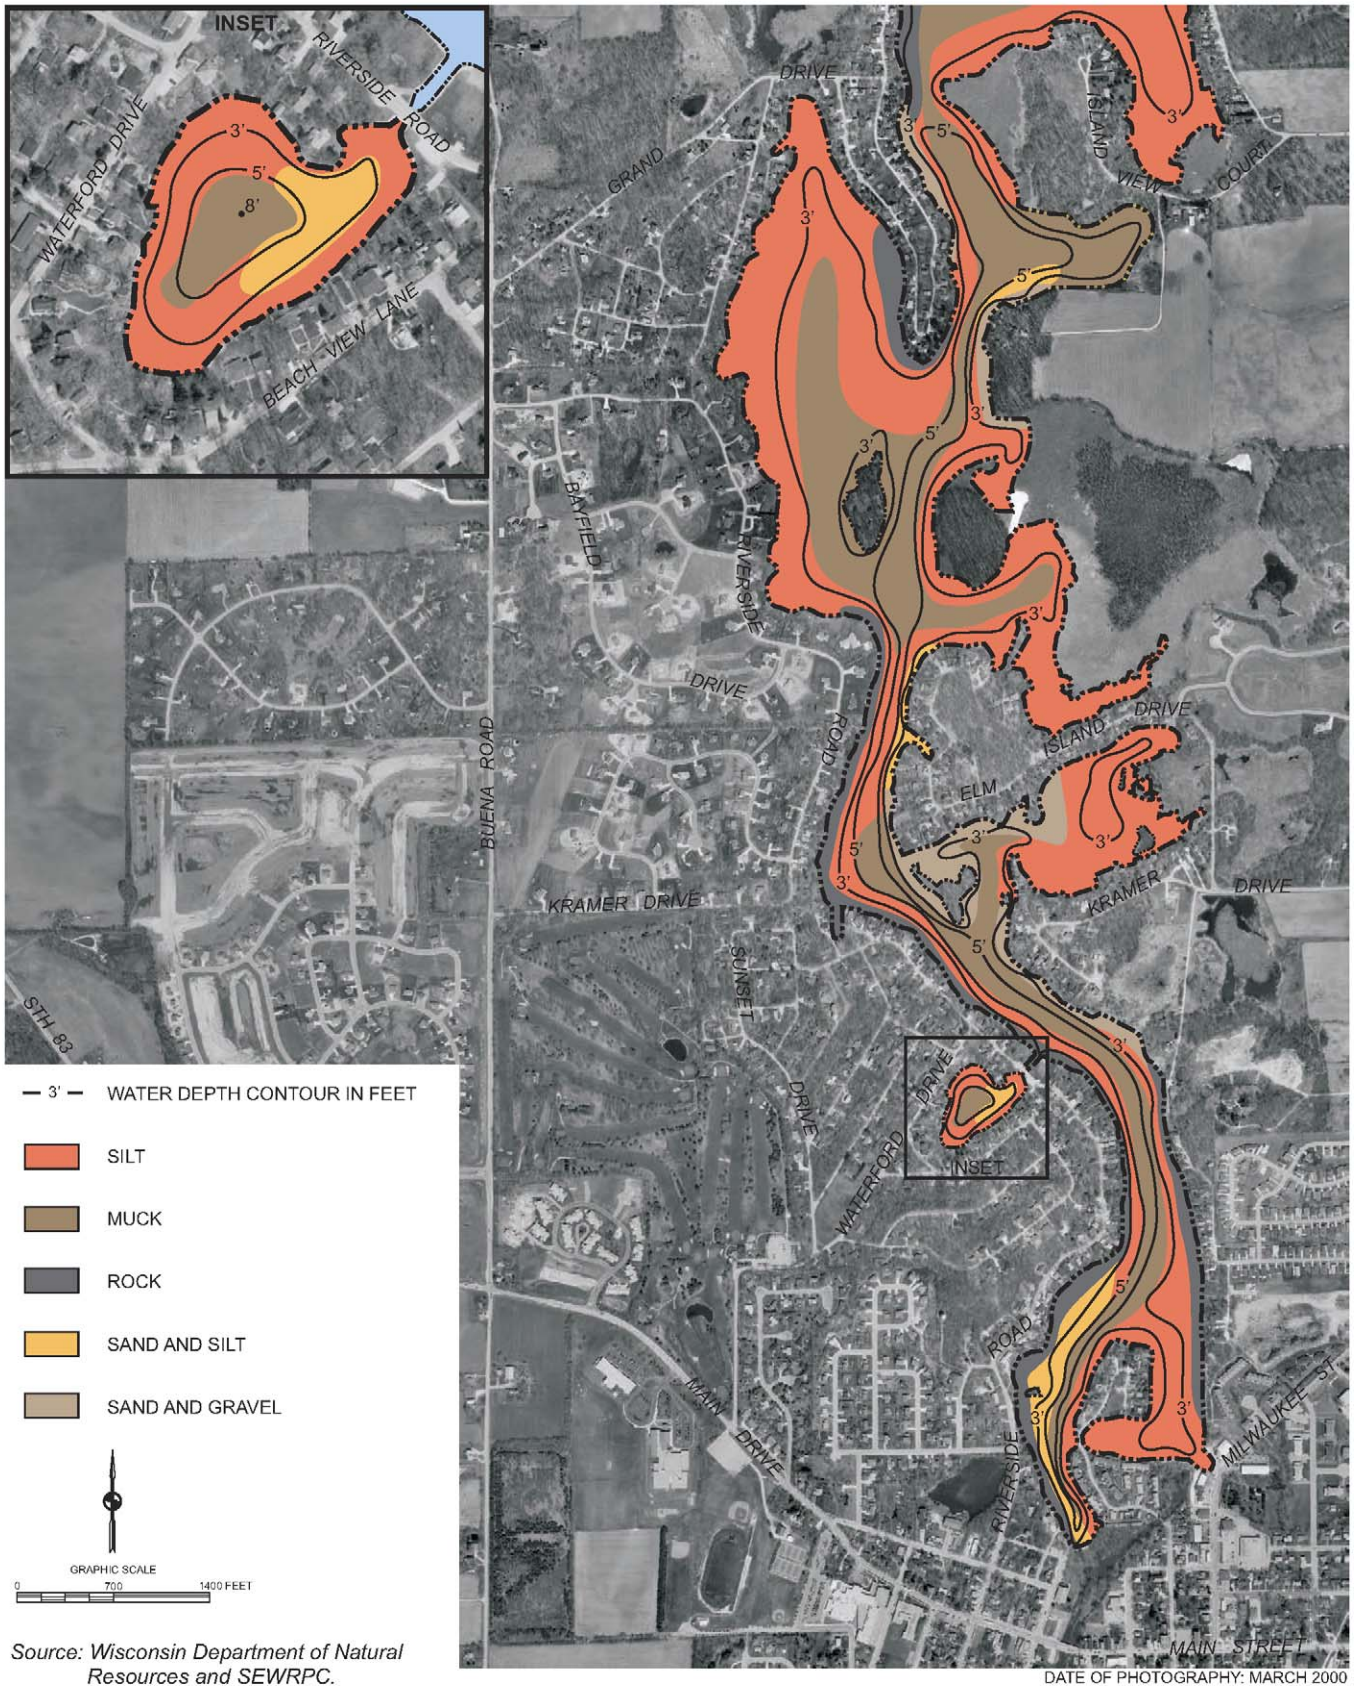 INSET
RIVERSIDE
ROAD
WATERFORD DRIVE
3'
5'
8'
BEACH VIEW LANE
DRIVE
GRAND
ISLAND
VIEW
COURT
3'
3'
5'
3'
5'
3'
5'
3'
BAYFIELD
RIVERSIDE
DRIVE
ROAD
3'
ISLAND
DRIVE
ELM
BUENA ROAD
3'
3'
5'
3'
KRAMER
DRIVE
KRAMER DRIVE
5'
SUNSET
DRIVE
STH 83
3'
DRIVE
WATERFORD
INSET
5'
ROAD
RIVERSIDE
3'
3'
MILWAUKEE ST
MAIN
DRIVE
MAIN STREET
3' WATER DEPTH CONTOUR IN FEET
SILT
MUCK
ROCK
SAND AND SILT
SAND AND GRAVEL
GRAPHIC SCALE
0 700 1400 FEET
Source: Wisconsin Department of Natural
Resources and SEWRPC.
DATE OF PHOTOGRAPHY: MARCH 2000